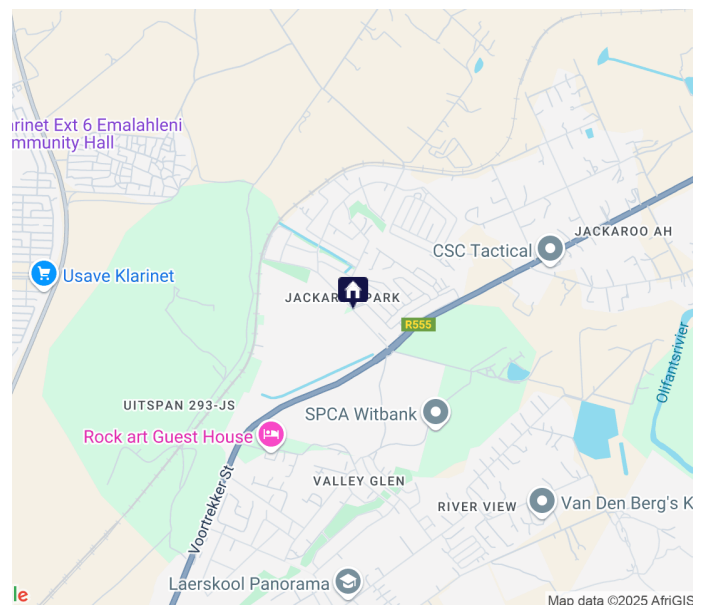 arinet Ext 6 Emalahleni
mmunity Hall
JACKAROO AH
CSC Tactical
Usave Klarinet
JACKAR PARK
R555
Olifantsrivier
UITSPAN 293-JS
SPCA Witbank
Rock art Guest House
VALLEY GLEN
RIVER VIEW
Van Den Berg's K
Voortrekker St
Laerskool Panorama
le
Map data ©2025 AfriGIS